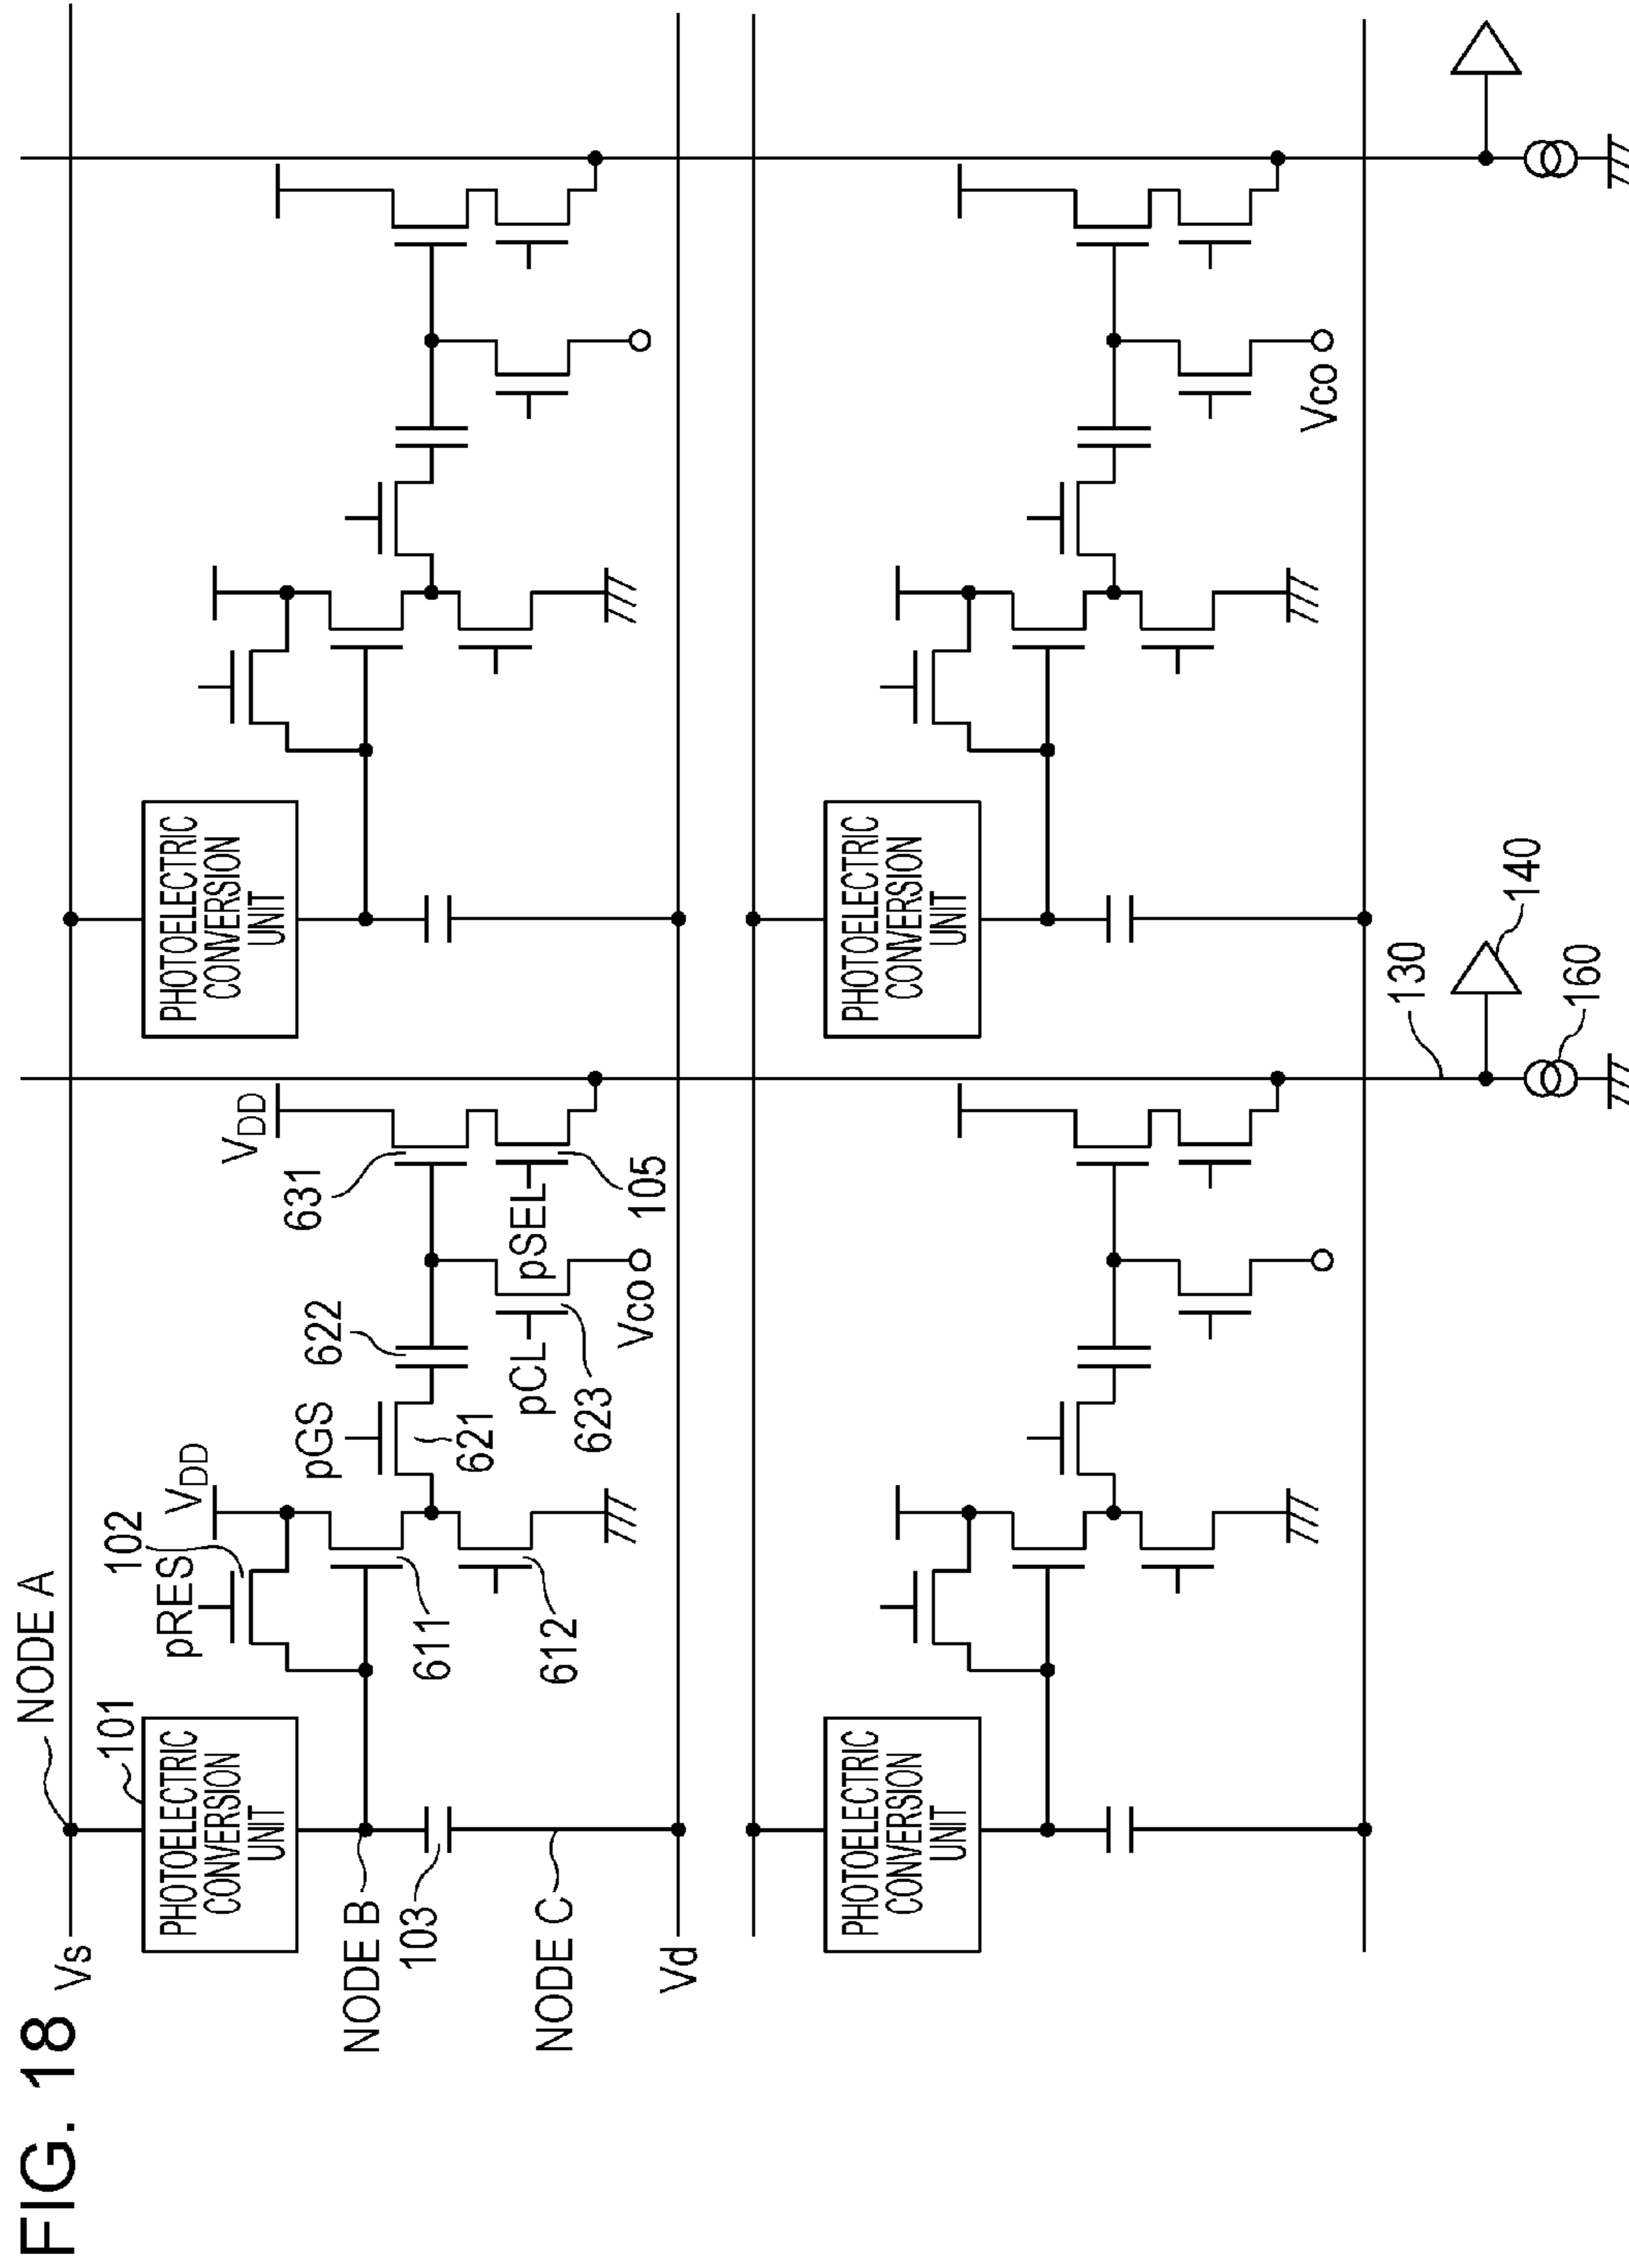 FIG. 18
NODE A
Vs
101
PHOTOELECTRIC
CONVERSION
UNIT
NODE B
103
NODE C
Vd
pRES
102
VDD
611
612
pGS
621
622
pCL
623
Vco
VDD
631
pSEL
105
PHOTOELECTRIC
CONVERSION
UNIT
PHOTOELECTRIC
CONVERSION
UNIT
PHOTOELECTRIC
CONVERSION
UNIT
Vco
130
140
160